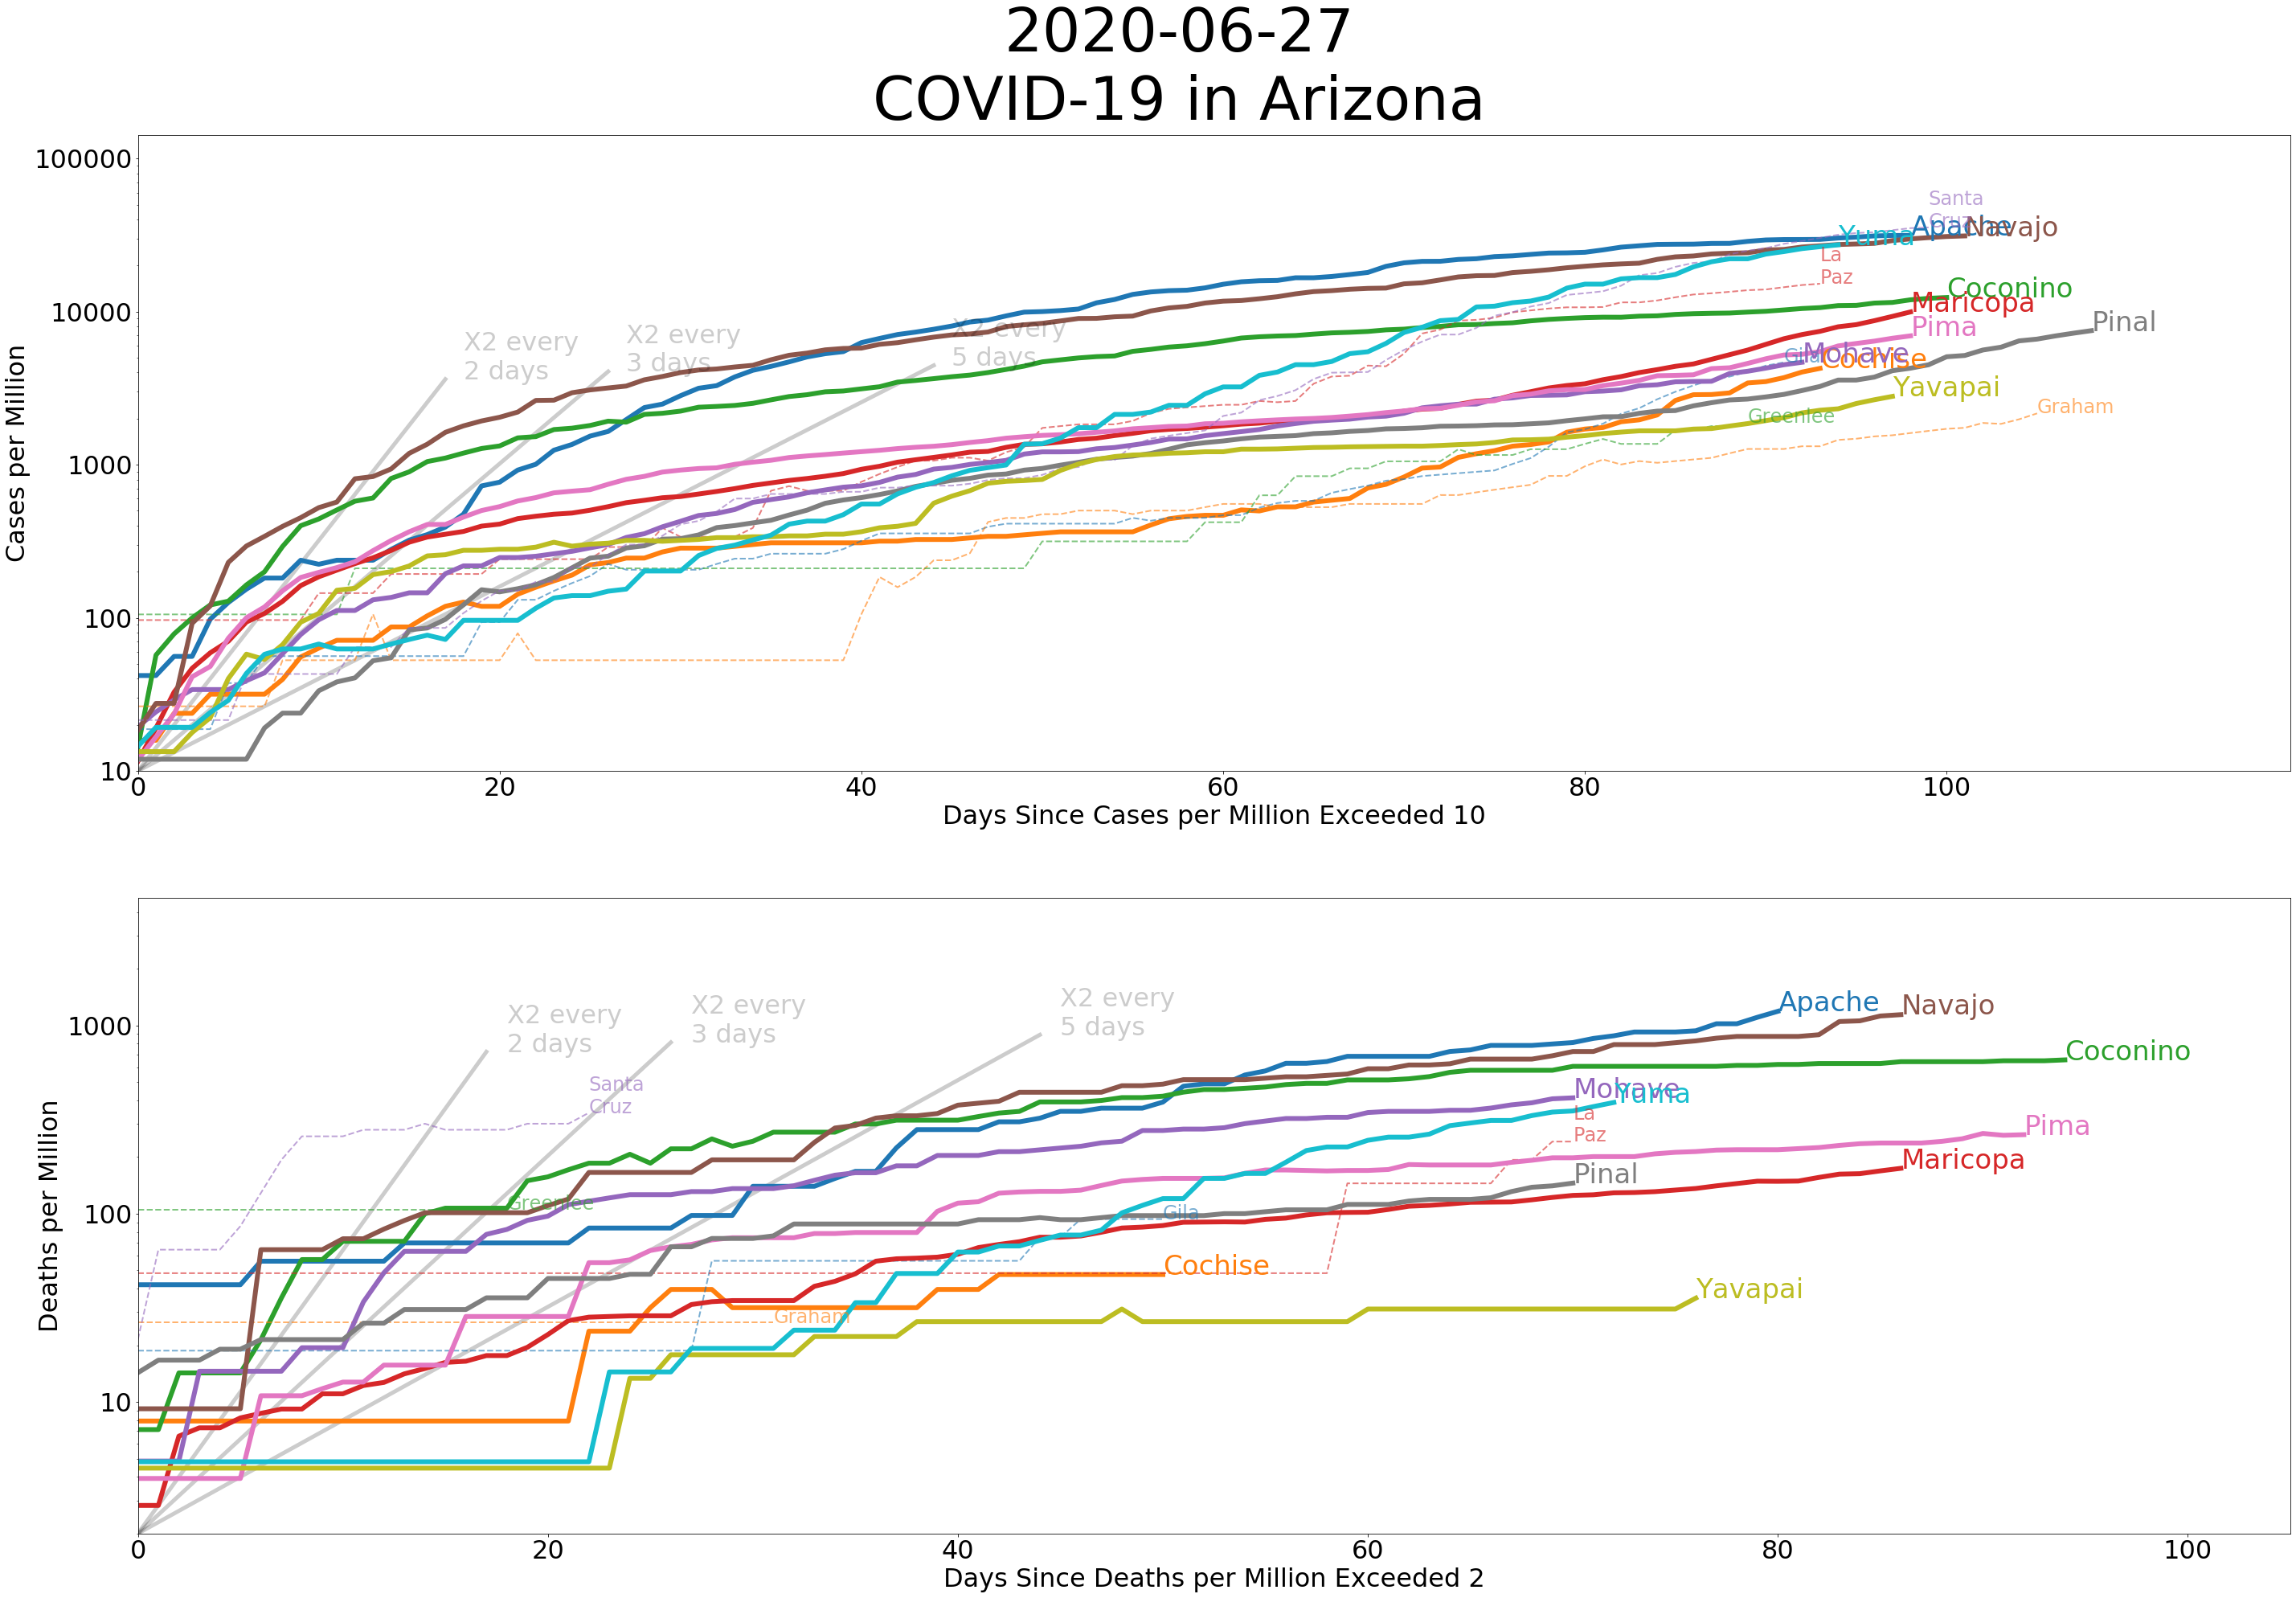 2020-06-27
COVID-19 in Arizona
100000
10000
1000
100
10
Cases per Million
X2 every
2 days
X2 every
3 days
X2 every
5 days
Santa
Cruz
Apache
Navajo
Yuma
La
Paz
Coconino
Maricopa
Pima
Pinal
Gila
Mohave
Cochise
Yavapai
Greenlee
Graham
0
20
40
60
80
100
Days Since Cases per Million Exceeded 10
1000
100
10
Deaths per Million
X2 every
2 days
X2 every
3 days
X2 every
5 days
Apache
Navajo
Coconino
Santa
Cruz
Mohave
Yuma
La
Paz
Pima
Maricopa
Pinal
Greenlee
Gila
Cochise
Yavapai
Graham
0
20
40
60
80
100
Days Since Deaths per Million Exceeded 2